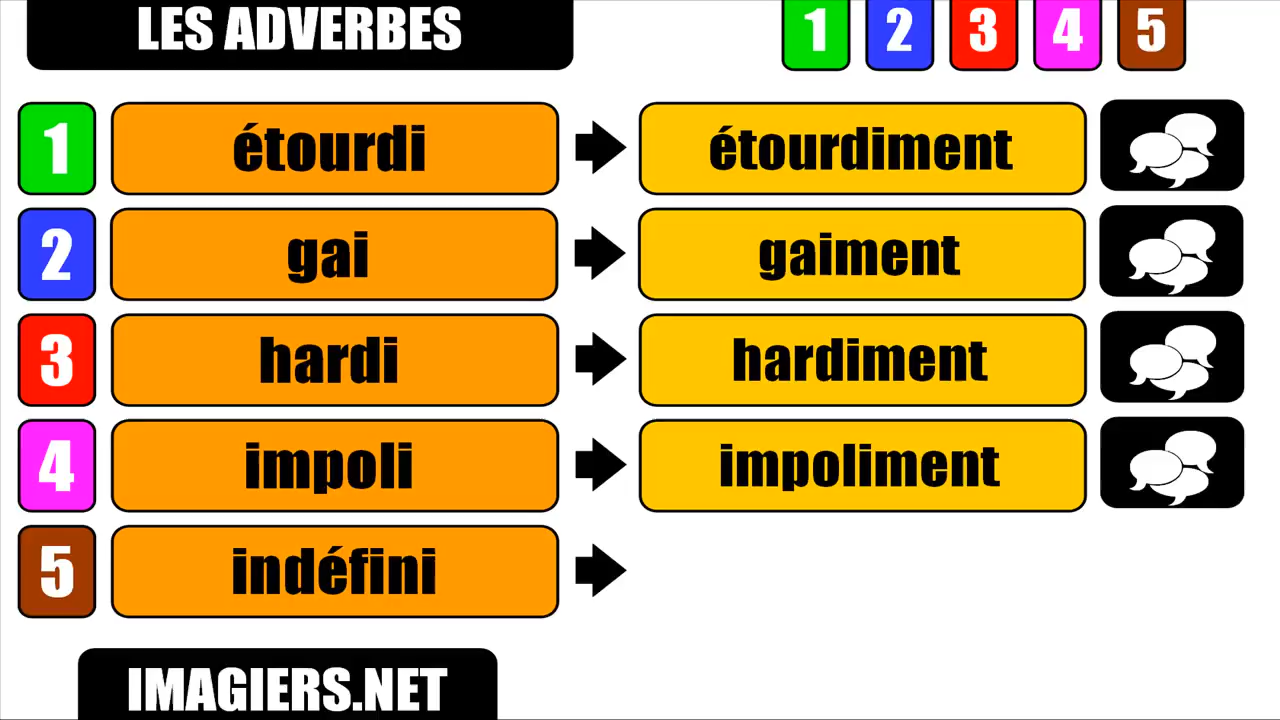 LES ADVERBES
1 2 3 4 5
1 étourdi étourdiment
2 gai gaiment
3 hardi hardiment
4 impoli impoliment
5 indéfini
IMAGIERS.NET